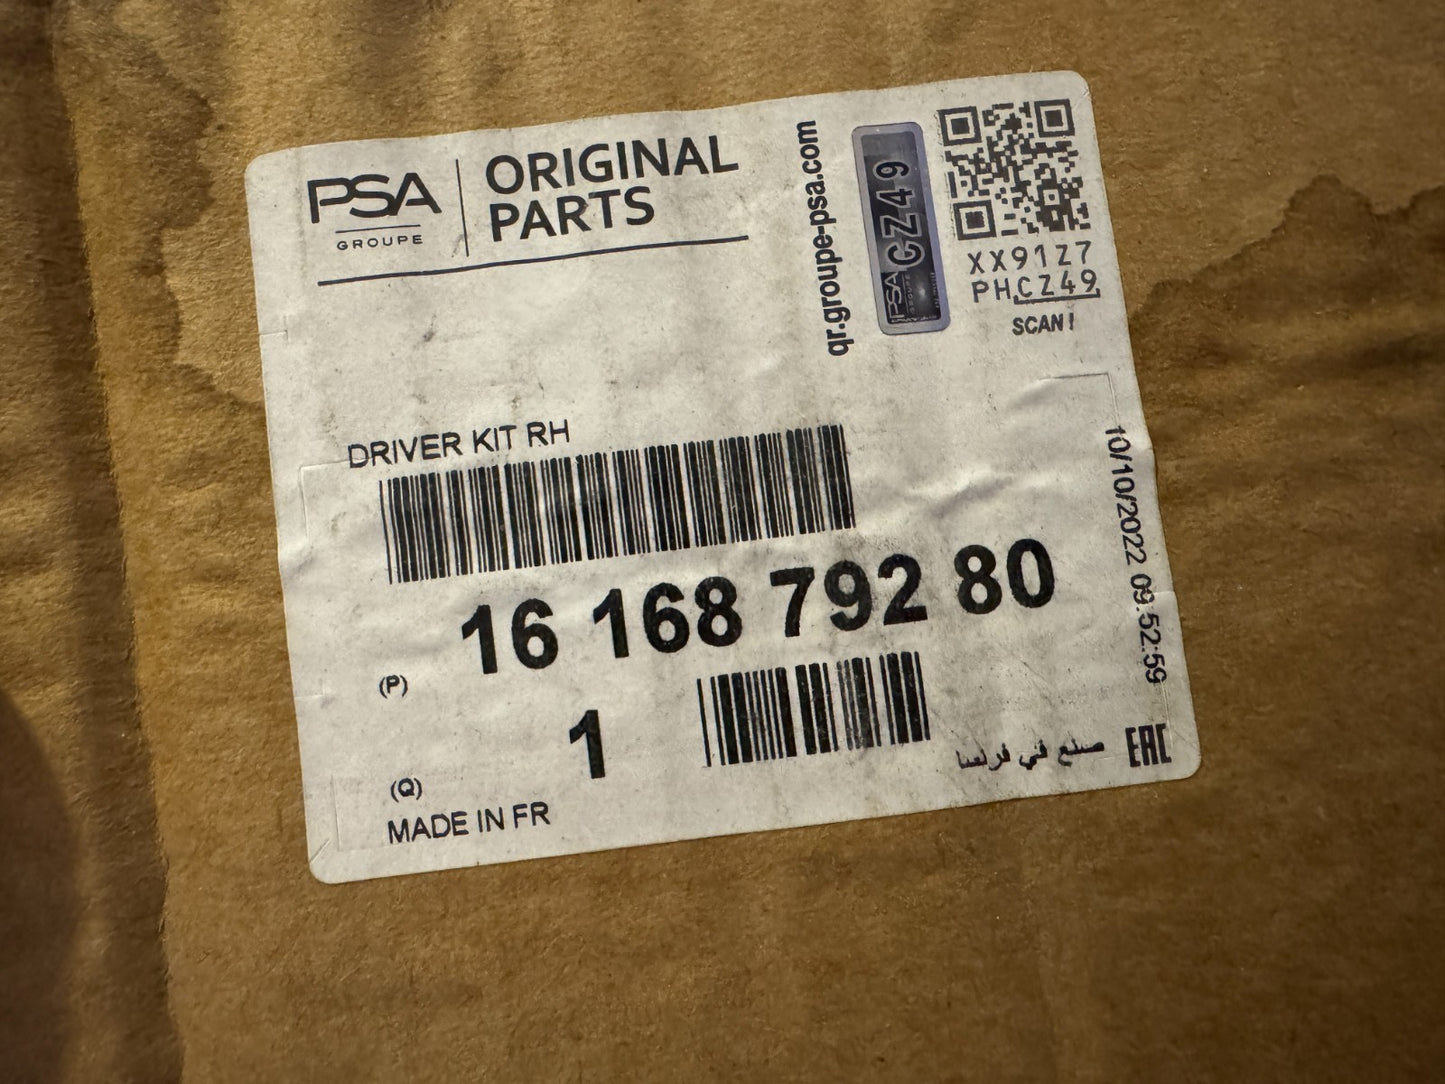 PSA
GROUPE
ORIGINAL
PARTS
qr.groupe-psa.com
CZ49
PSA
GROUPE
XX91Z7
PHCZ49
SCAN!
DRIVER KIT RH
10/10/2022 09:52:59
16 168 792 80
(P)
1
(Q)
MADE IN FR
صنع في فرنسا
EAC